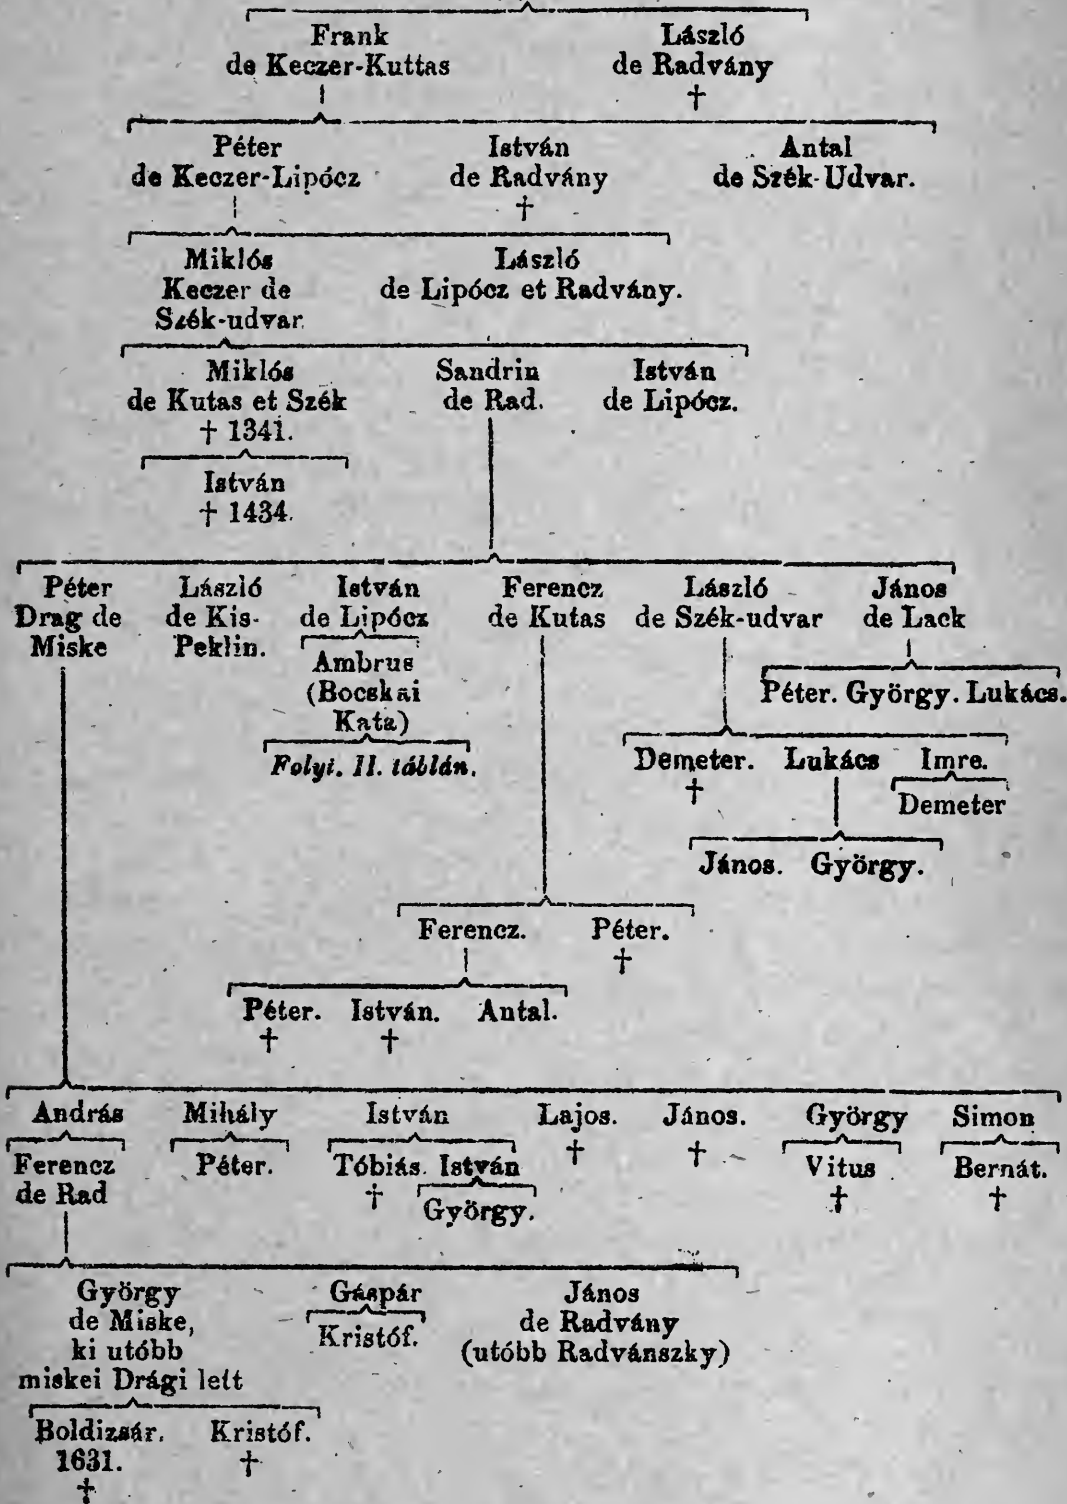 Frank László
de Keczer-Kuttas de Radvány
†
Péter István Antal
de Keczer-Lipócz de Radvány de Szék-Udvar.
†
Miklós László
Keczer de de Lipócz et Radvány.
Szék-udvar
Miklós Sandrin István
de Kutas et Szék de Rad. de Lipócz.
† 1341.
István
† 1434.
Péter László István Ferencz László János
Drag de de Kis- de Lipócz de Kutas de Szék-udvar de Lack
Miske Peklin.
Ambrus
(Bocskai
Kata)
Péter. György. Lukács.
Folyt. II. táblán.
Demeter. Lukács Imre.
† Demeter
János. György.
Ferencz. Péter.
†
Péter. István. Antal.
† †
András Mihály István Lajos. János. György Simon
† †
Ferencz Péter. Tóbiás. István Vitus Bernát.
de Rad † György. † †
György Gáspár János
de Miske, Kristóf. de Radvány
ki utóbb (utóbb Radvánszky)
miskei Drági lett
Boldizsár. Kristóf.
1631. †
†